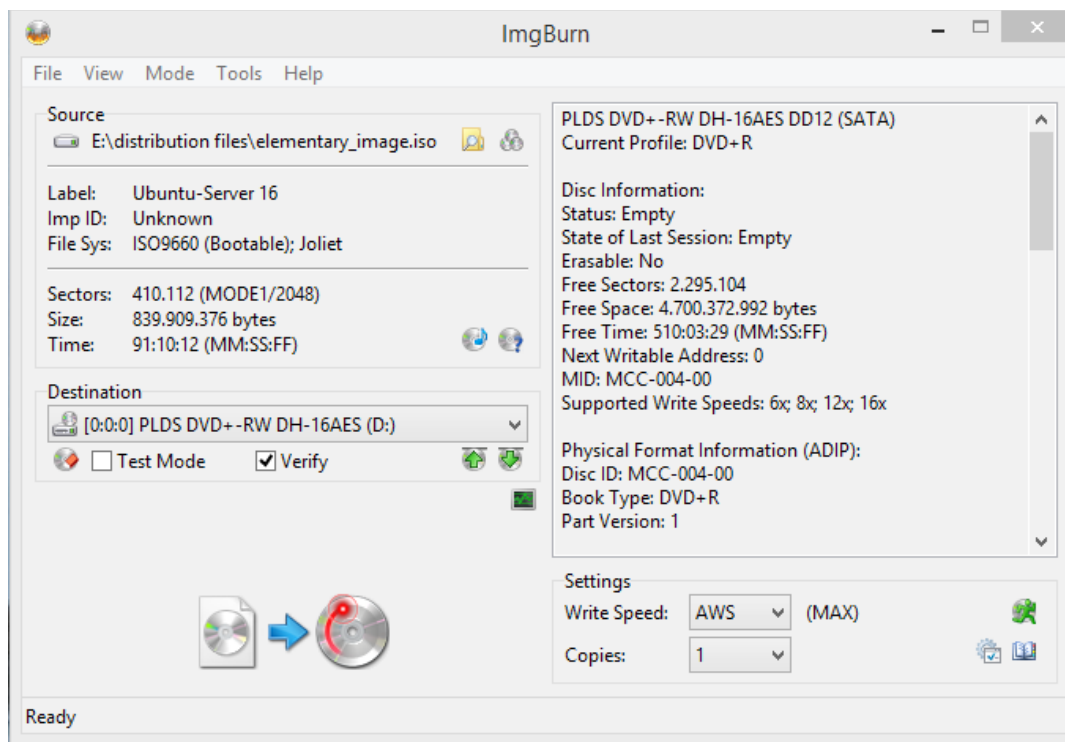 ImgBurn
File View Mode Tools Help
Source
E:\distribution files\elementary_image.iso
Label: Ubuntu-Server 16
Imp ID: Unknown
File Sys: ISO9660 (Bootable); Joliet
Sectors: 410.112 (MODE1/2048)
Size: 839.909.376 bytes
Time: 91:10:12 (MM:SS:FF)
Destination
[0:0:0] PLDS DVD+-RW DH-16AES (D:)
Test Mode Verify
PLDS DVD+-RW DH-16AES DD12 (SATA)
Current Profile: DVD+R
Disc Information:
Status: Empty
State of Last Session: Empty
Erasable: No
Free Sectors: 2.295.104
Free Space: 4.700.372.992 bytes
Free Time: 510:03:29 (MM:SS:FF)
Next Writable Address: 0
MID: MCC-004-00
Supported Write Speeds: 6x; 8x; 12x; 16x
Physical Format Information (ADIP):
Disc ID: MCC-004-00
Book Type: DVD+R
Part Version: 1
Settings
Write Speed: AWS (MAX)
Copies: 1
Ready